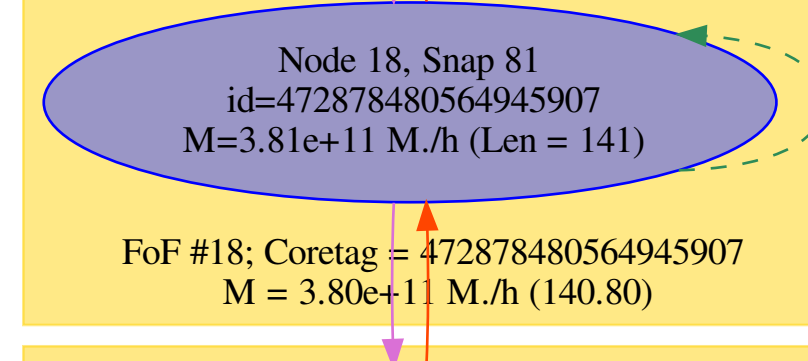 Node 18, Snap 81
id=472878480564945907
M=3.81e+11 M./h (Len = 141)
FoF #18; Coretag = 472878480564945907
M = 3.80e+11 M./h (140.80)